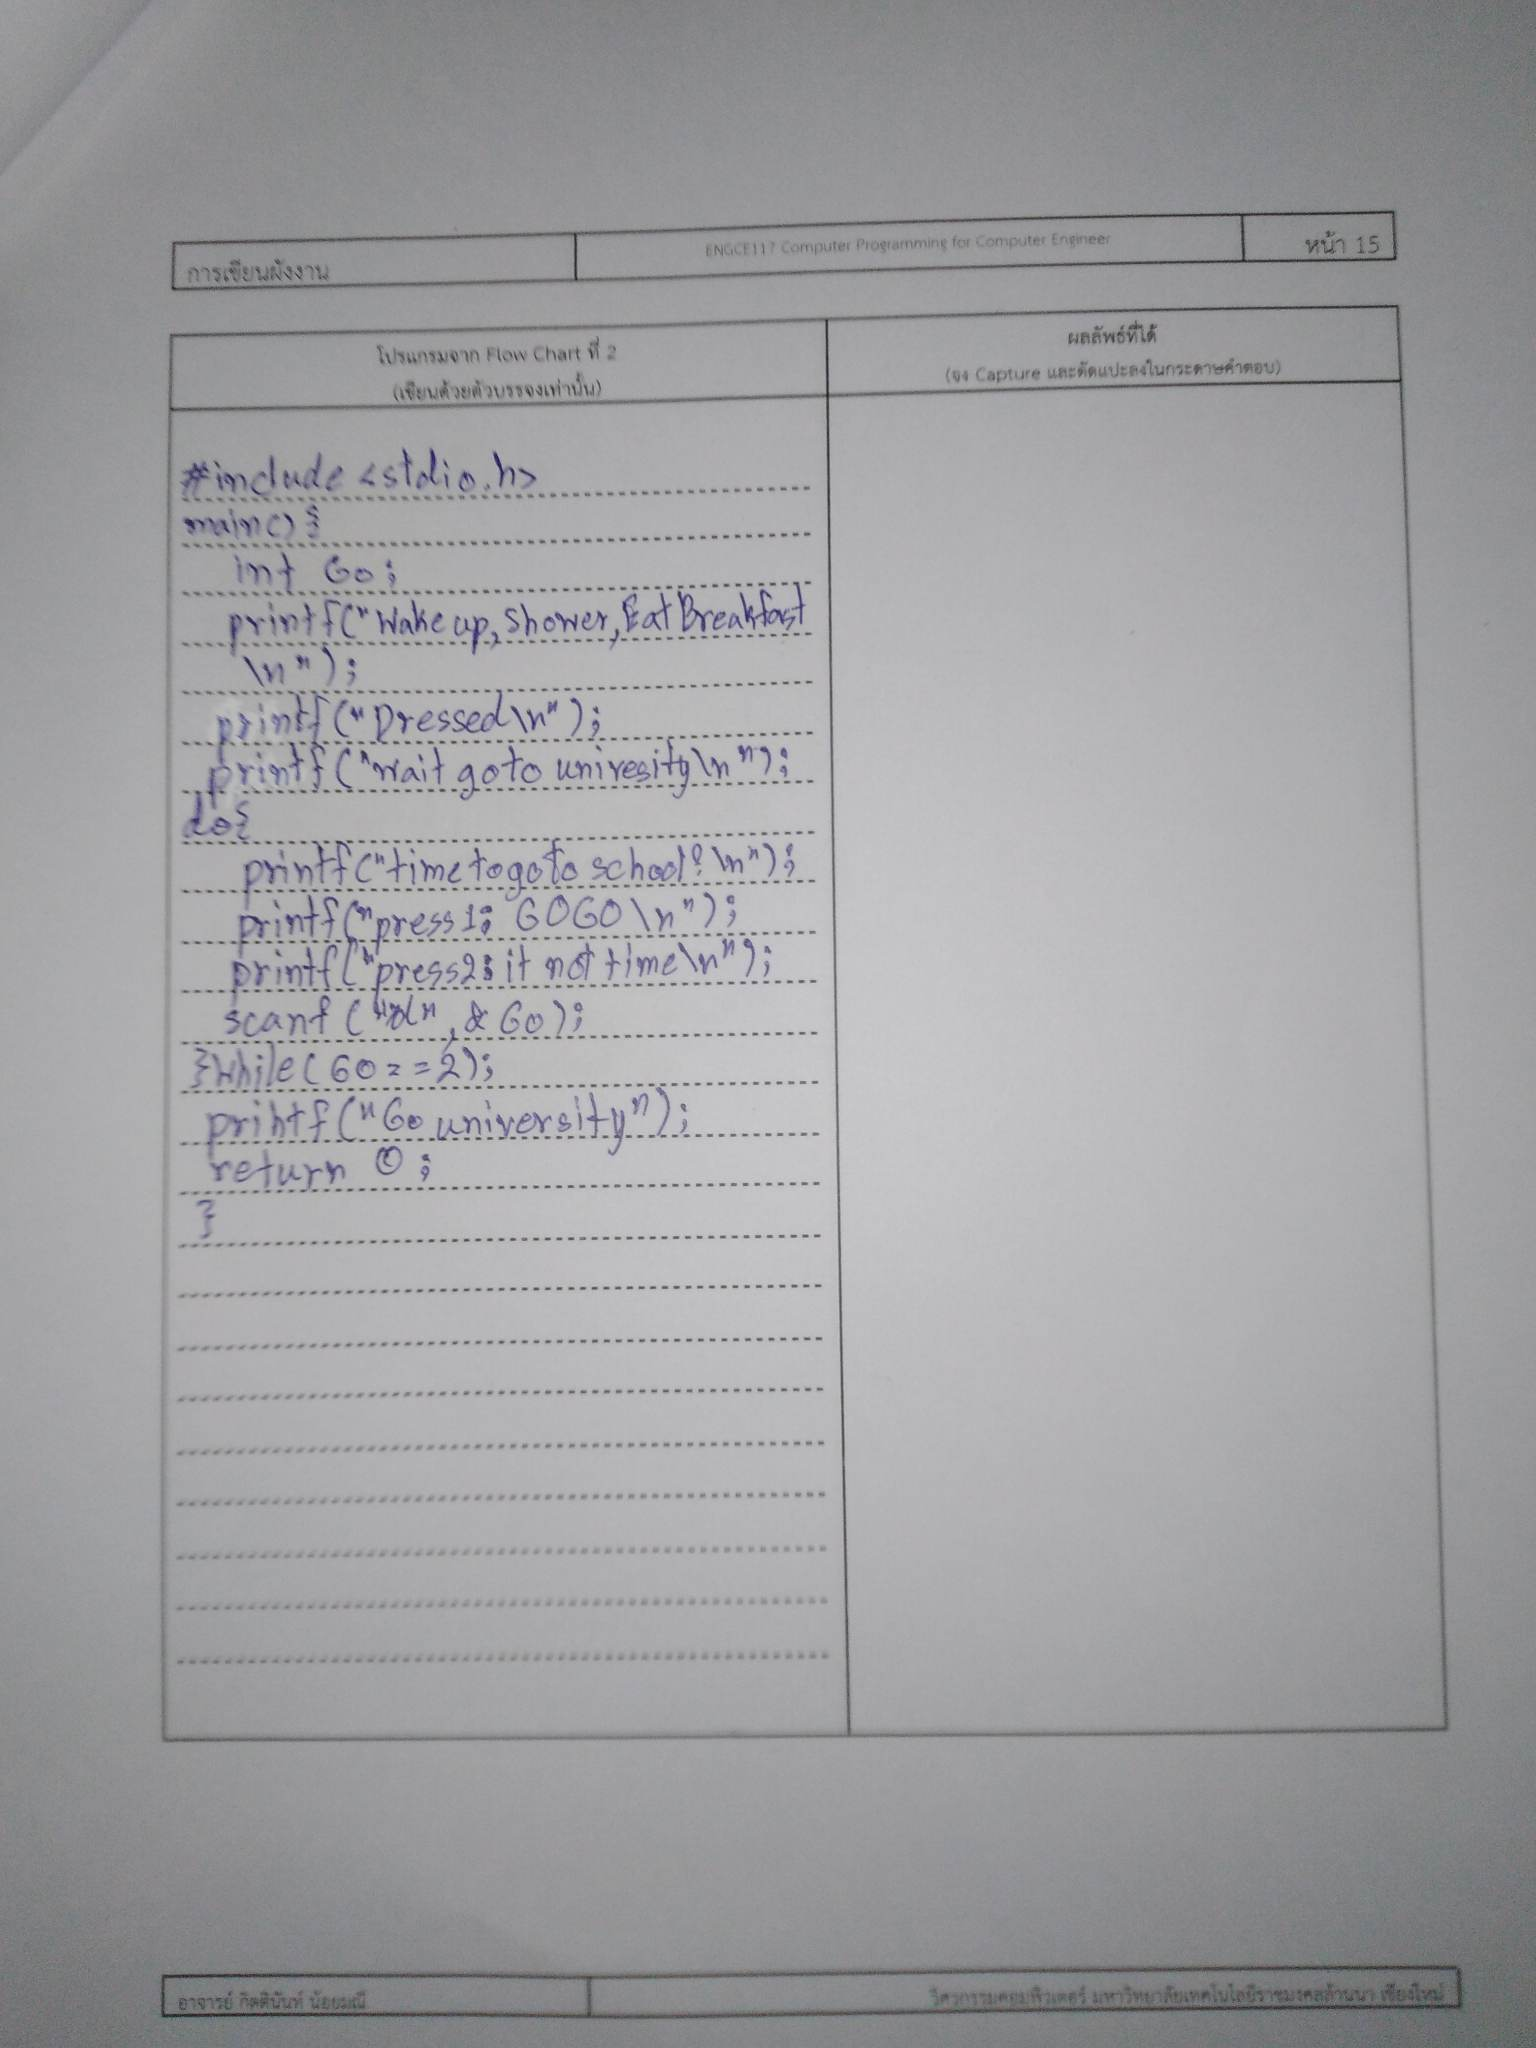 การเขียนผังงาน
ENGCE117 Computer Programming for Computer Engineer
หน้า 15
โปรแกรมจาก Flow Chart ที่ 2
(เขียนด้วยตัวบรรจงเท่านั้น)
ผลลัพธ์ที่ได้
(จง Capture และตัดแปะลงในกระดาษคำตอบ)
#include <stdio.h>
main() {
int Go;
printf("Wake up, Shower, Eat Breakfast
\n");
printf("Dressed\n");
printf("wait go to univesity\n");
do{
printf("time to go to school?\n");
printf("press 1: GOGO\n");
printf("press 2: it not time\n");
scanf("%d", & Go);
}while(Go == 2);
printf("Go university");
return 0;
}
อาจารย์ กิตตินันท์ น้อยมณี
วิศวกรรมคอมพิวเตอร์ มหาวิทยาลัยเทคโนโลยีราชมงคลล้านนา เชียงใหม่